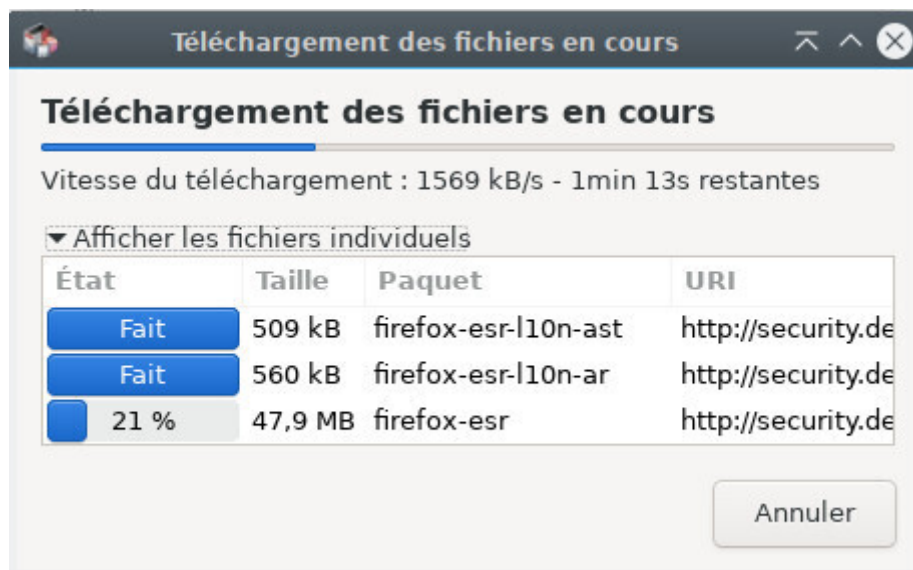 Téléchargement des fichiers en cours
Téléchargement des fichiers en cours
Vitesse du téléchargement : 1569 kB/s - 1min 13s restantes
Afficher les fichiers individuels
État Taille Paquet URI
Fait 509 kB firefox-esr-l10n-ast http://security.de
Fait 560 kB firefox-esr-l10n-ar http://security.de
21 % 47,9 MB firefox-esr http://security.de
Annuler